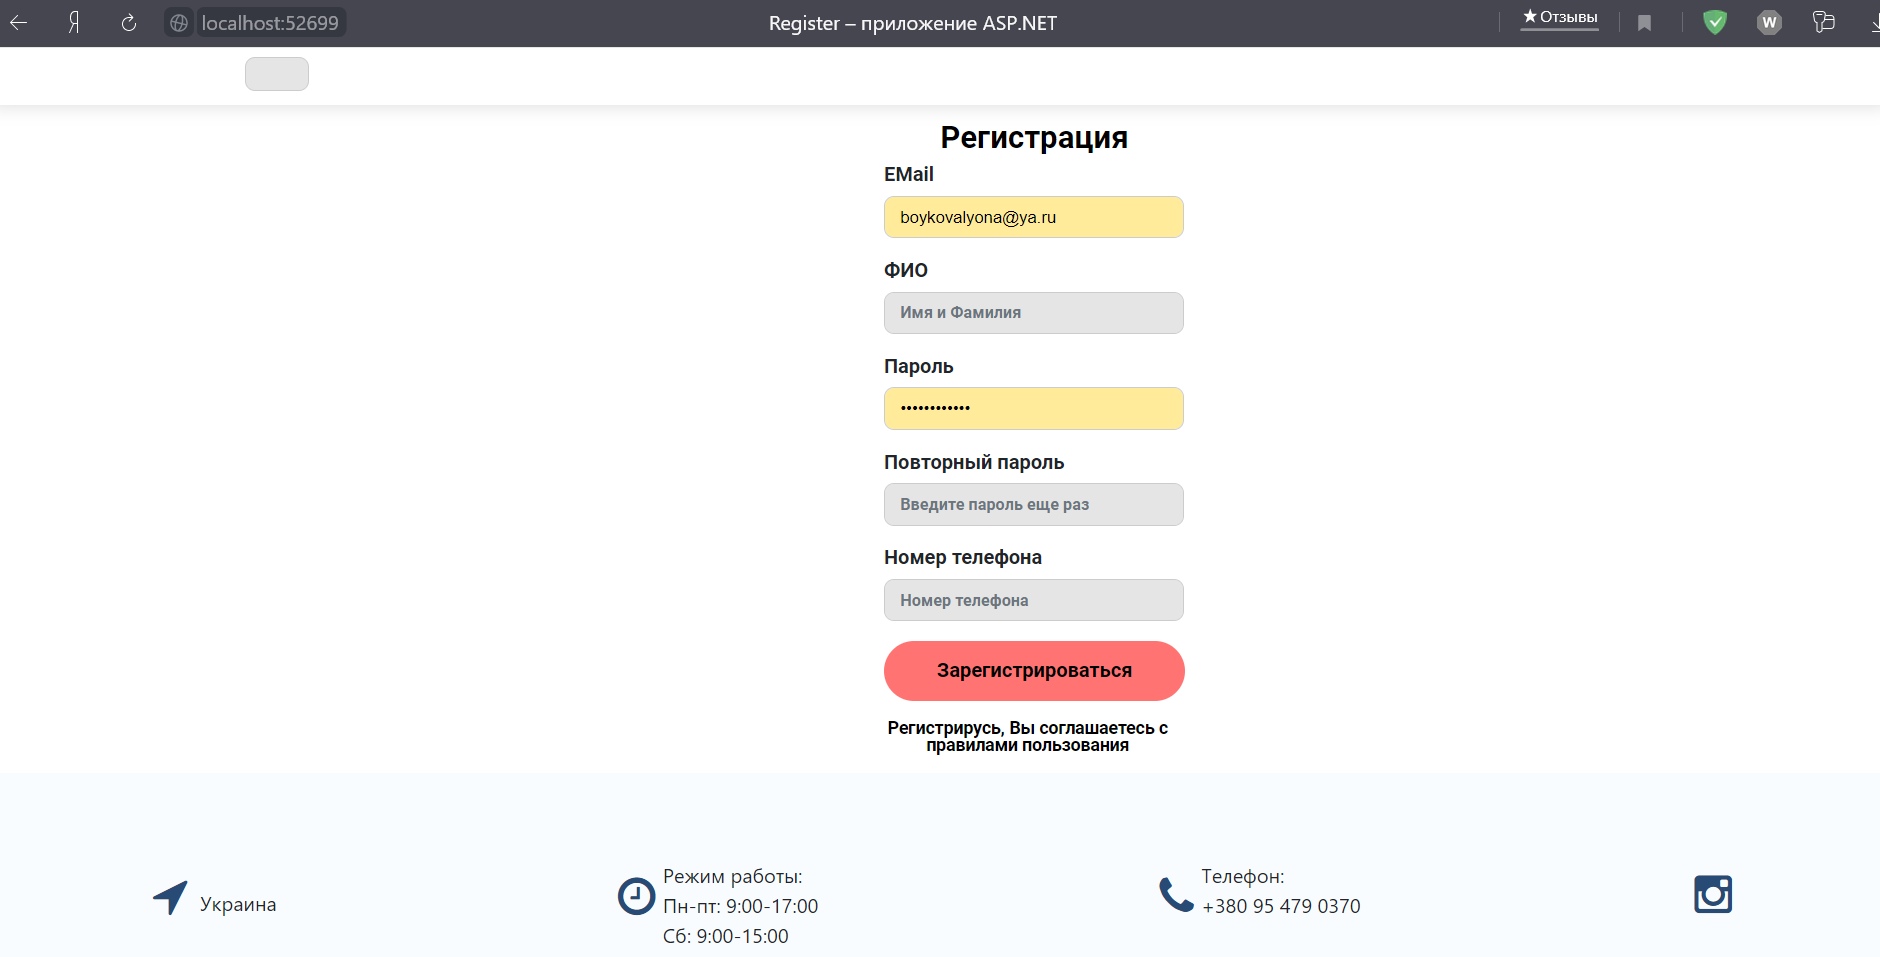 Я
localhost:52699
Register – приложение ASP.NET
★ Отзывы
W
Регистрация
EMail
boykovalyona@ya.ru
ФИО
Имя и Фамилия
Пароль
••••••••••••
Повторный пароль
Введите пароль еще раз
Номер телефона
Номер телефона
Зарегистрироваться
Регистрирусь, Вы соглашаетесь с
правилами пользования
Украина
Режим работы:
Пн-пт: 9:00-17:00
Сб: 9:00-15:00
Телефон:
+380 95 479 0370